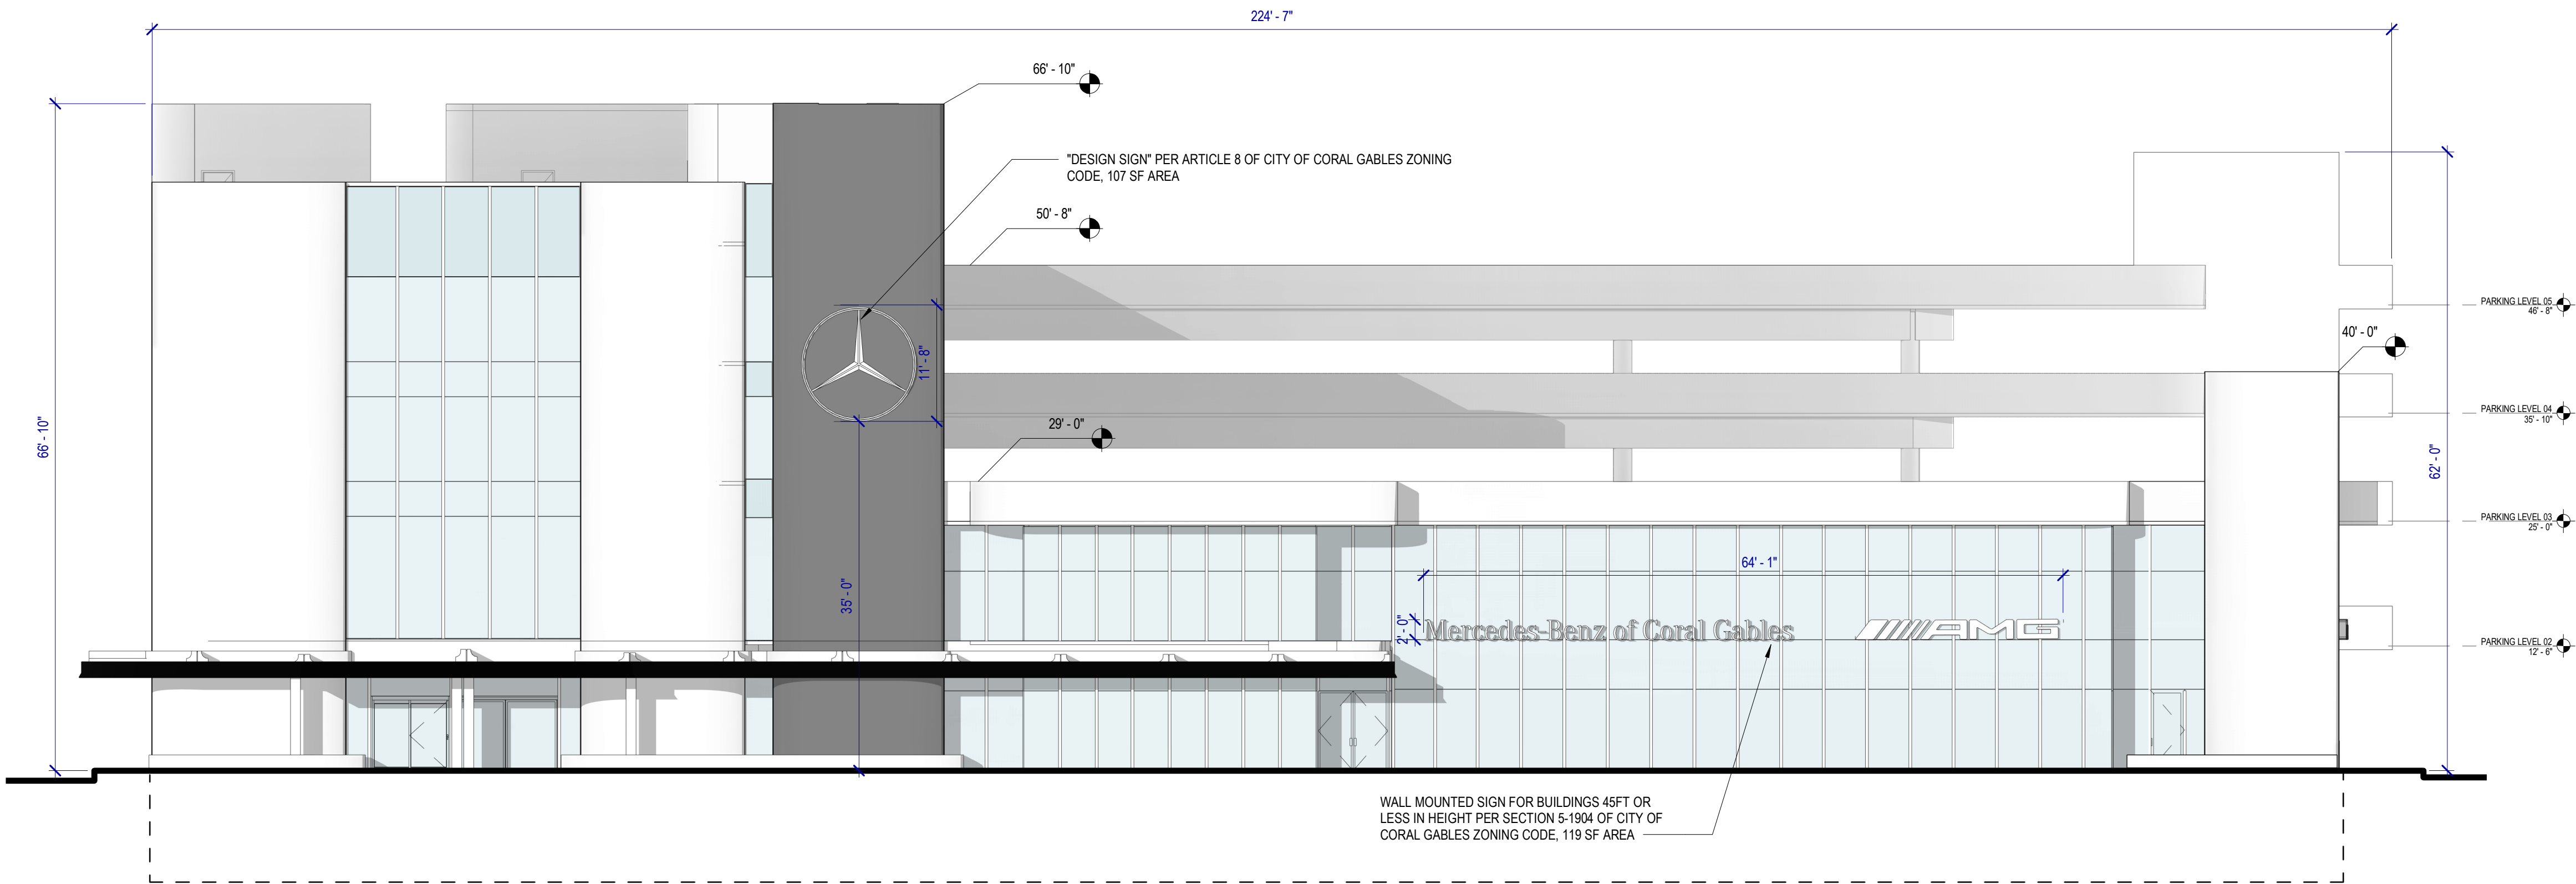 224' - 7"
66' - 10"
"DESIGN SIGN" PER ARTICLE 8 OF CITY OF CORAL GABLES ZONING
CODE, 107 SF AREA
50' - 8"
PARKING LEVEL 05
46' - 8"
40' - 0"
11' - 8"
PARKING LEVEL 04
35' - 10"
66' - 10"
29' - 0"
62' - 0"
PARKING LEVEL 03
25' - 0"
64' - 1"
35' - 0"
2' - 0"
Mercedes-Benz of Coral Gables
AMG
PARKING LEVEL 02
12' - 6"
WALL MOUNTED SIGN FOR BUILDINGS 45FT OR
LESS IN HEIGHT PER SECTION 5-1904 OF CITY OF
CORAL GABLES ZONING CODE, 119 SF AREA